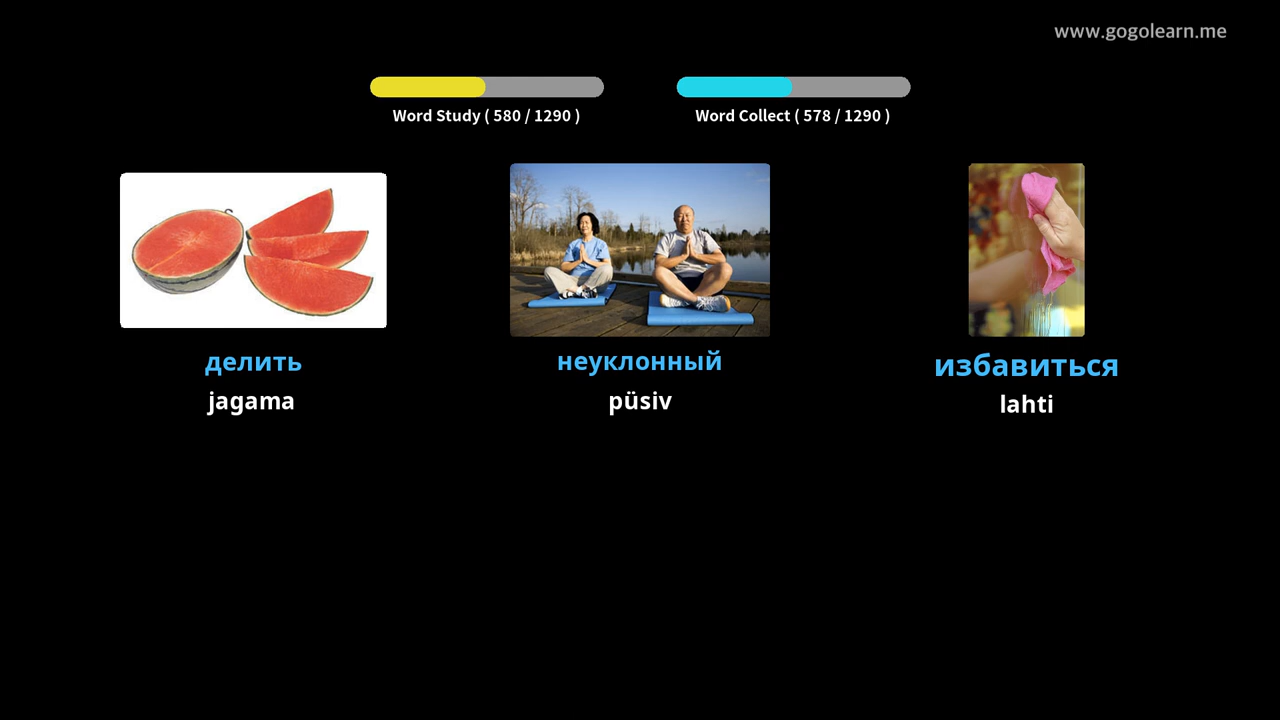 www.gogolearn.me
Word Study ( 580 / 1290 )
Word Collect ( 578 / 1290 )
делить
неуклонный
избавиться
jagama
püsiv
lahti